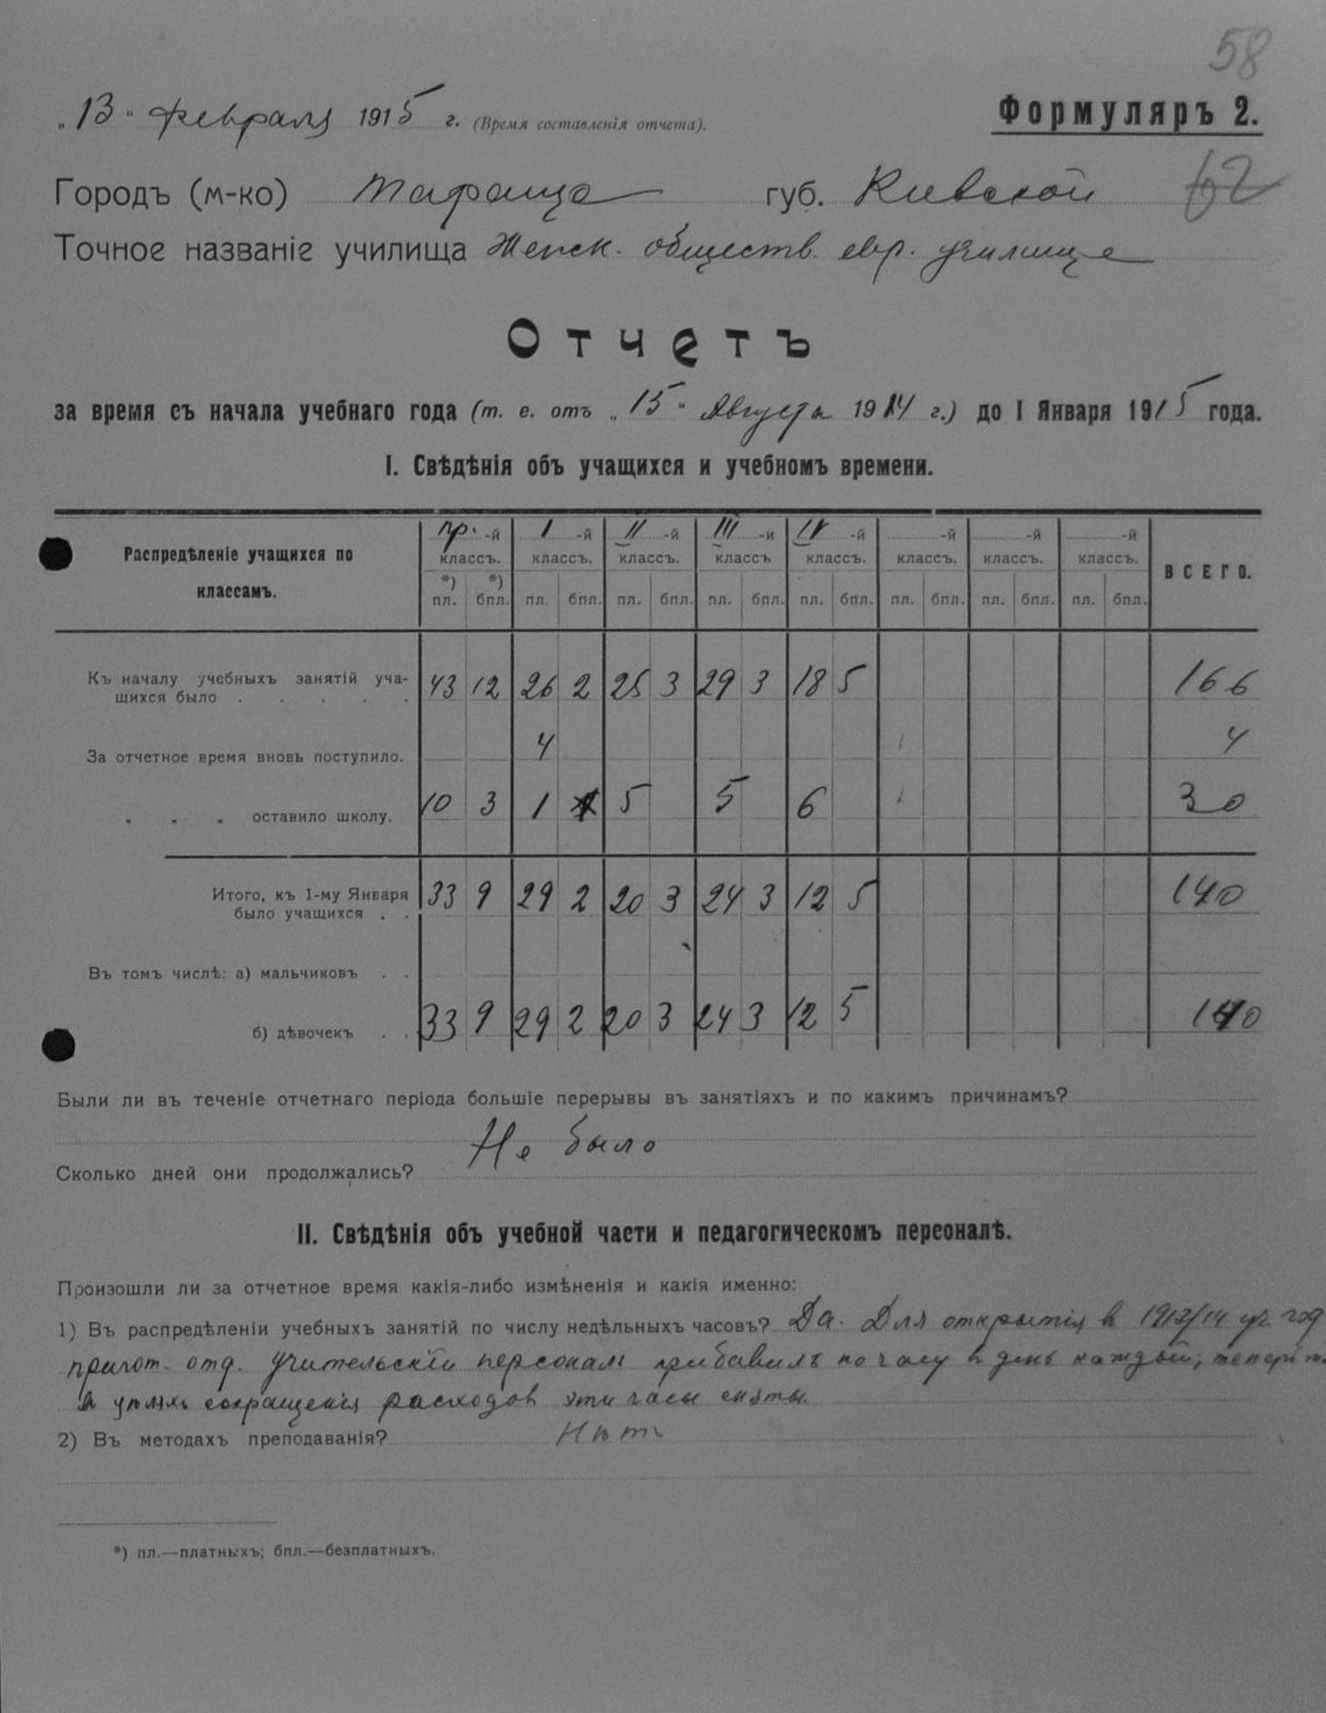 58
„13“ Февраля 1915 г. (Время составленія отчета).
Формуляръ 2.
Городъ (м-ко) Тараща губ. Киевской 62
Точное названіе училища Женск. обществ. евр. училище
Отчетъ
за время съ начала учебнаго года (т. е. отъ „15“ Августа 1914 г.) до 1 Января 1915 года.
I. Свѣдѣнія объ учащихся и учебномъ времени.
Распредѣленіе учащихся по классамъ. пр.-й классъ. I-й классъ. II-й классъ. III-й классъ IV-й классъ. -й классъ. -й классъ. -й классъ. ВСЕГО.
*) пл. *) бпл. пл. бпл. пл. бпл. пл. бпл. пл. бпл. пл. бпл. пл. бпл. пл. бпл.
Къ началу учебныхъ занятій уча-
щихся было . . . . . 43 12 26 2 25 3 29 3 18 5 166
За отчетное время вновь поступило. 4 4
„ „ „ оставило школу. 10 3 1 5 5 6 30
Итого, къ 1-му Января
было учащихся . . 33 9 29 2 20 3 24 3 12 5 140
Въ томъ числѣ: а) мальчиковъ . .
б) дѣвочекъ . . 33 9 29 2 20 3 24 3 12 5 140
Были ли въ теченіе отчетнаго періода большіе перерывы въ занятіяхъ и по какимъ причинамъ?
Не было
Сколько дней они продолжались?
II. Свѣдѣнія объ учебной части и педагогическомъ персоналѣ.
Произошли ли за отчетное время какія-либо измѣненія и какія именно:
1) Въ распредѣленіи учебныхъ занятій по числу недѣльныхъ часовъ? Да. Для открытія в 1913/14 уч. год
пригот. отд. учительскій персонал прибавилъ по часу в день каждый; теперь
в цѣлях сокращенія расходов эти часы сняты.
2) Въ методахъ преподаванія? Нѣтъ
*) пл.—платныхъ; бпл.—безплатныхъ.